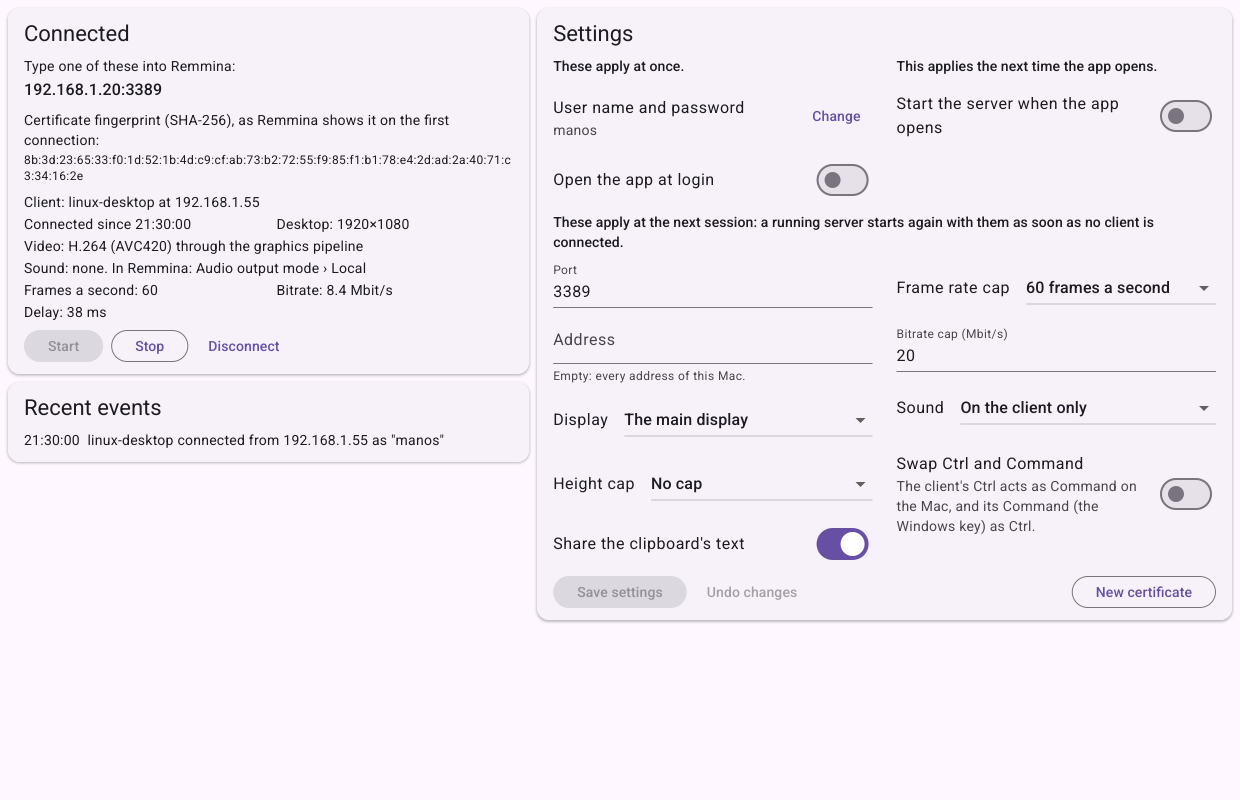 Connected
Type one of these into Remmina:
192.168.1.20:3389
Certificate fingerprint (SHA-256), as Remmina shows it on the first
connection:
8b:3d:23:65:33:f0:1d:52:1b:4d:c9:cf:ab:73:b2:72:55:f9:85:f1:b1:78:e4:2d:ad:2a:40:71:c
3:34:16:2e
Client: linux-desktop at 192.168.1.55
Connected since 21:30:00
Desktop: 1920×1080
Video: H.264 (AVC420) through the graphics pipeline
Sound: none. In Remmina: Audio output mode › Local
Frames a second: 60
Bitrate: 8.4 Mbit/s
Delay: 38 ms
Start
Stop
Disconnect
Recent events
21:30:00 linux-desktop connected from 192.168.1.55 as "manos"
Settings
These apply at once.
User name and password
manos
Change
Open the app at login
This applies the next time the app opens.
Start the server when the app
opens
These apply at the next session: a running server starts again with them as soon as no client is
connected.
Port
3389
Address
Empty: every address of this Mac.
Display
The main display
Height cap
No cap
Share the clipboard's text
Frame rate cap
60 frames a second
Bitrate cap (Mbit/s)
20
Sound
On the client only
Swap Ctrl and Command
The client's Ctrl acts as Command on
the Mac, and its Command (the
Windows key) as Ctrl.
Save settings
Undo changes
New certificate